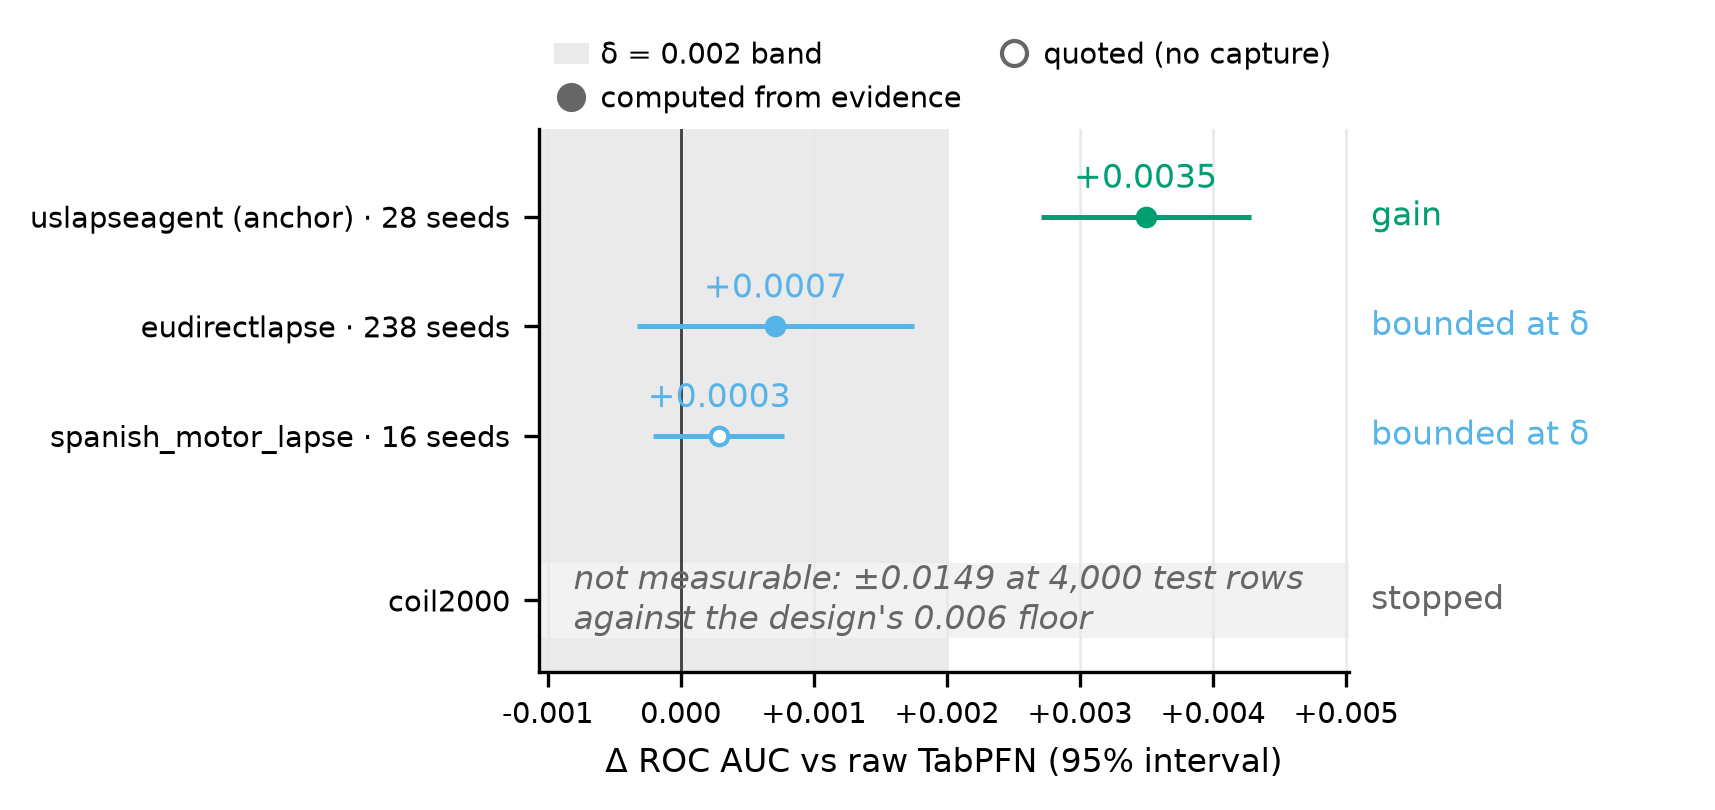 δ = 0.002 band
quoted (no capture)
computed from evidence
+0.0035
uslapseagent (anchor) · 28 seeds
gain
+0.0007
eudirectlapse · 238 seeds
bounded at δ
+0.0003
spanish_motor_lapse · 16 seeds
bounded at δ
not measurable: ±0.0149 at 4,000 test rows
against the design's 0.006 floor
coil2000
stopped
-0.001 0.000 +0.001 +0.002 +0.003 +0.004 +0.005
Δ ROC AUC vs raw TabPFN (95% interval)